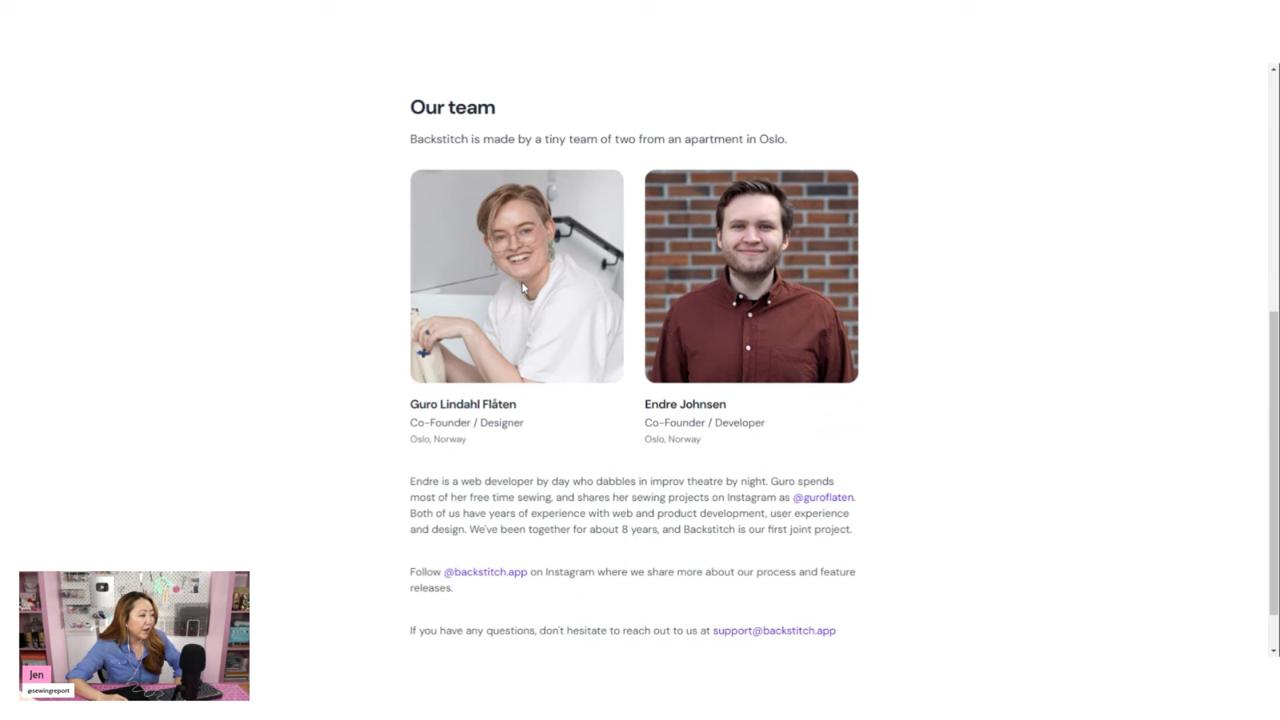 Our team
Backstitch is made by a tiny team of two from an apartment in Oslo.
Guro Lindahl Flåten
Co-Founder / Designer
Oslo, Norway
Endre Johnsen
Co-Founder / Developer
Oslo, Norway
Endre is a web developer by day who dabbles in improv theatre by night. Guro spends
most of her free time sewing, and shares her sewing projects on Instagram as @guroflaten.
Both of us have years of experience with web and product development, user experience
and design. We've been together for about 8 years, and Backstitch is our first joint project.
Follow @backstitch.app on Instagram where we share more about our process and feature
releases.
If you have any questions, don't hesitate to reach out to us at support@backstitch.app
Jen
@sewingreport